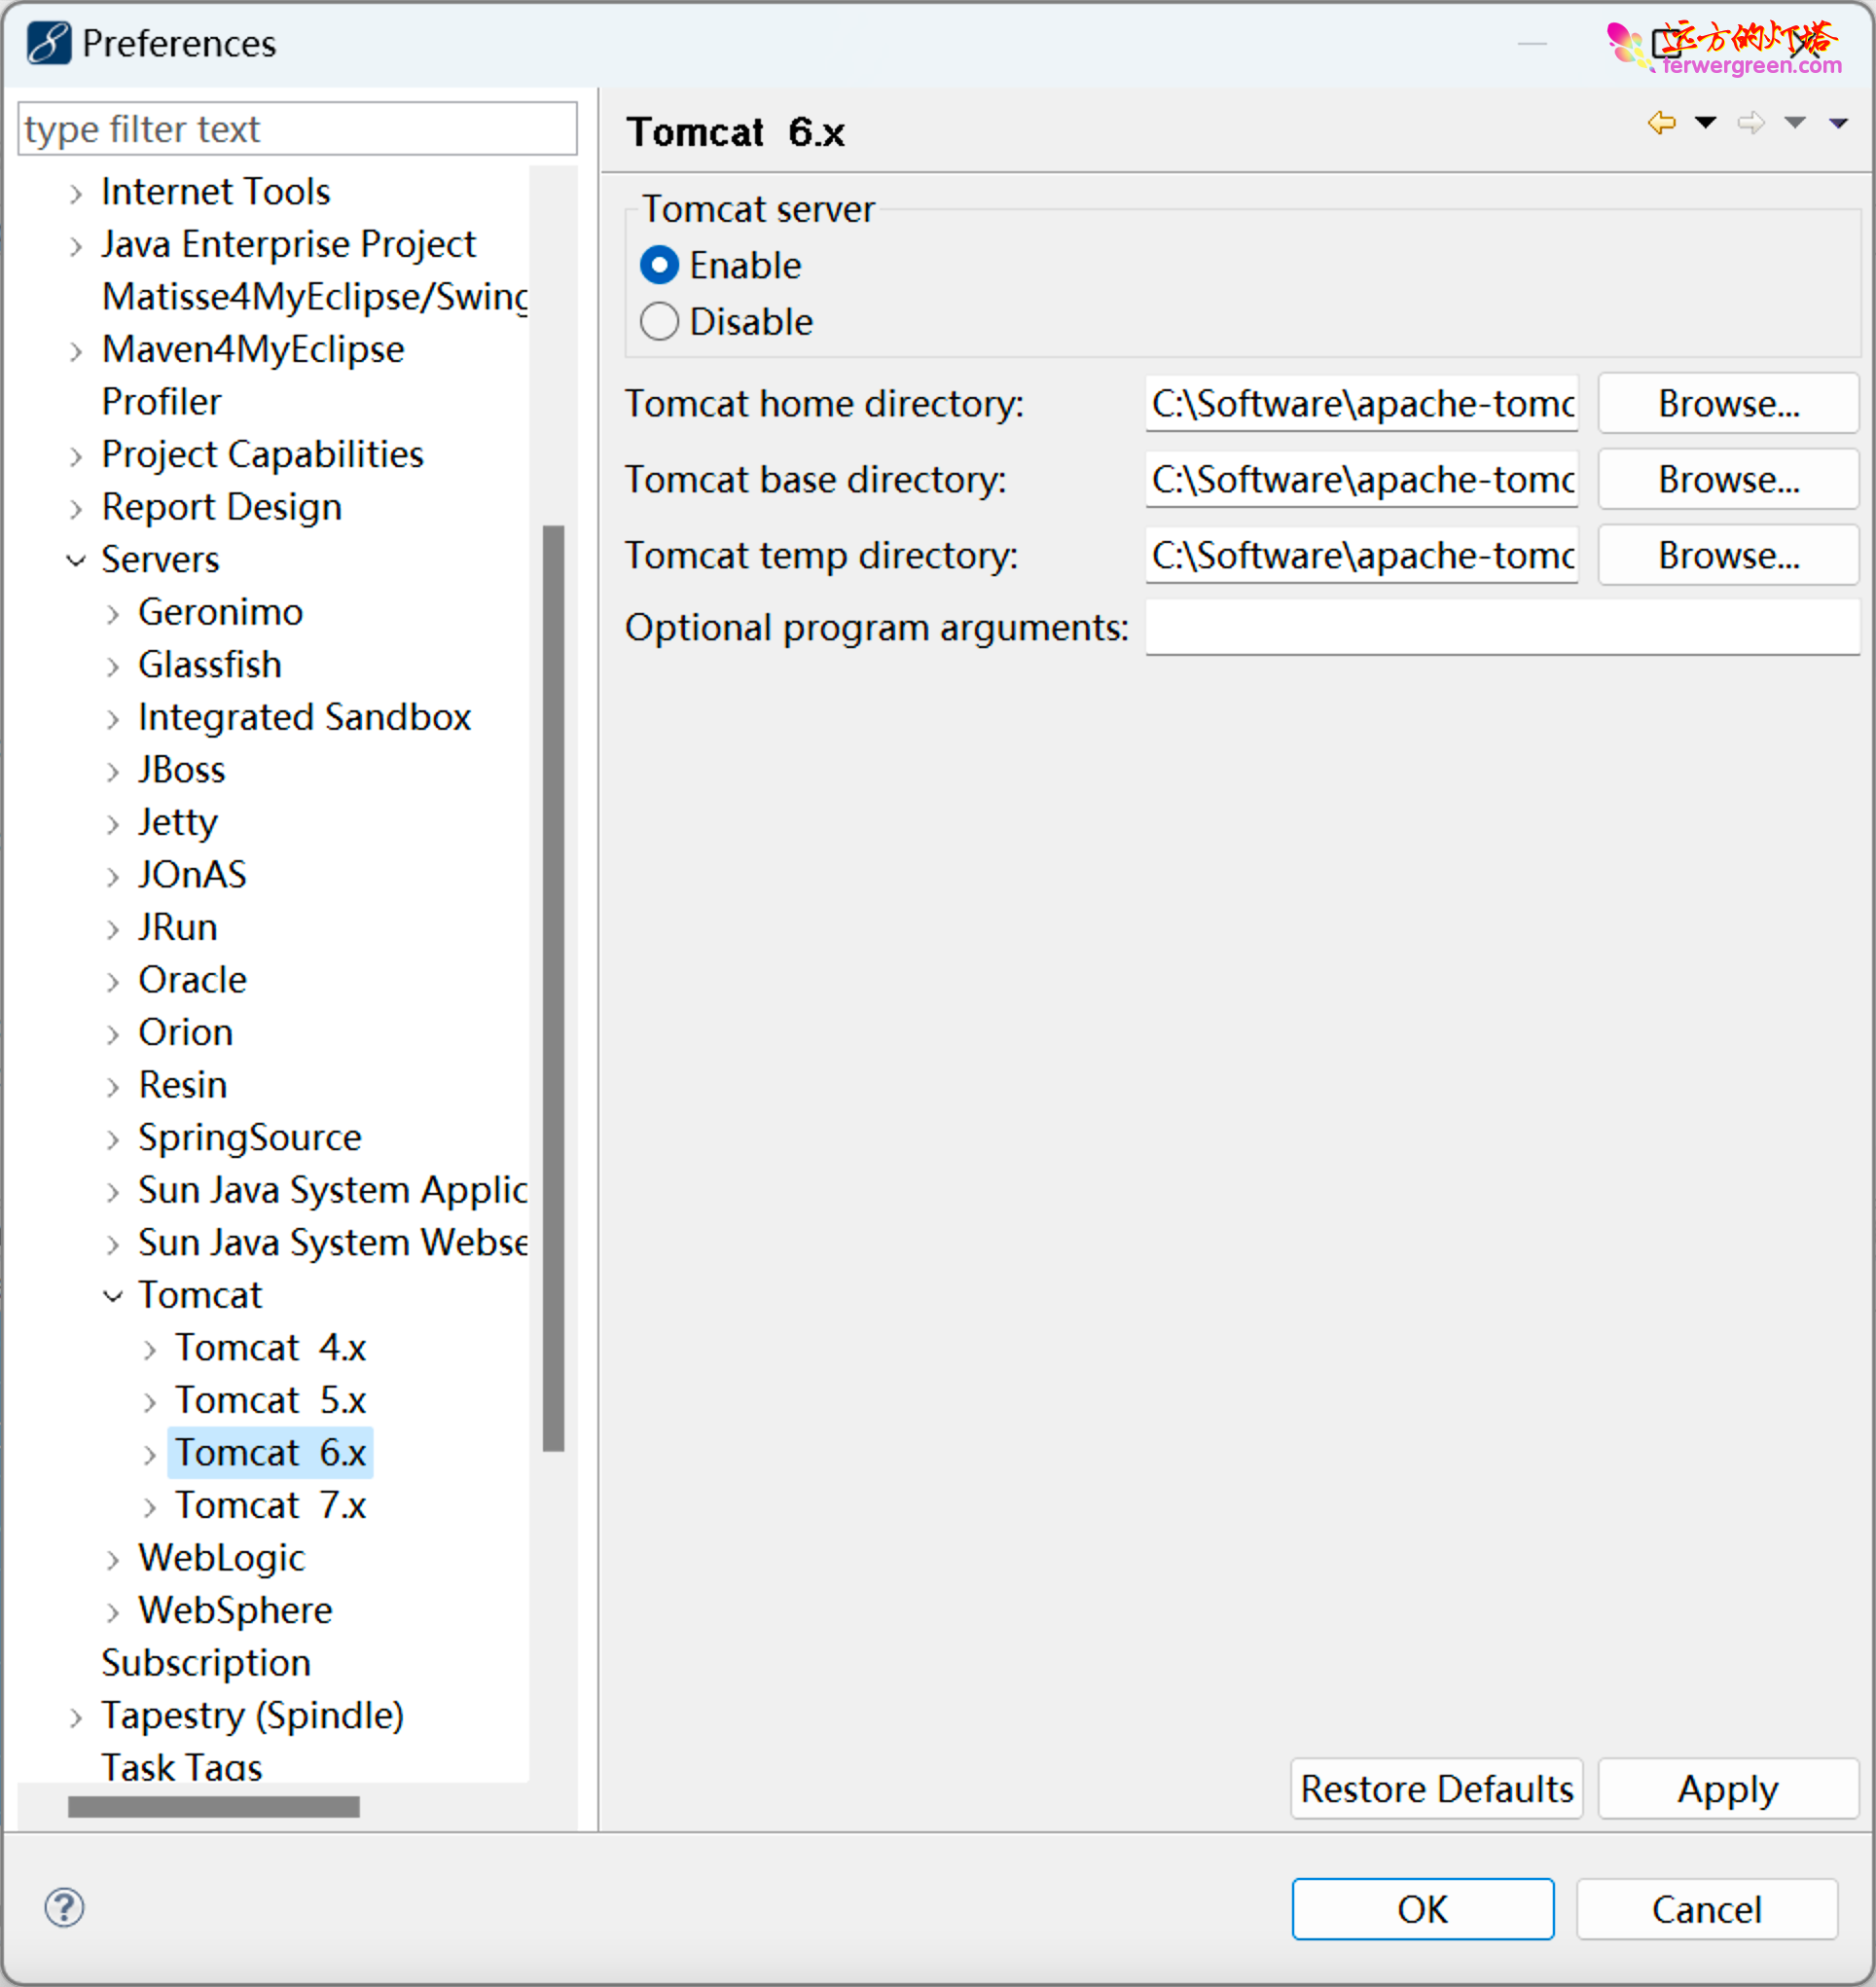 Preferences
远方的灯塔
ferwergreen.com
type filter text
Internet Tools
Java Enterprise Project
Matisse4MyEclipse/Swing
Maven4MyEclipse
Profiler
Project Capabilities
Report Design
Servers
Geronimo
Glassfish
Integrated Sandbox
JBoss
Jetty
JOnAS
JRun
Oracle
Orion
Resin
SpringSource
Sun Java System Applic
Sun Java System Webse
Tomcat
Tomcat 4.x
Tomcat 5.x
Tomcat 6.x
Tomcat 7.x
WebLogic
WebSphere
Subscription
Tapestry (Spindle)
Task Tags
Tomcat 6.x
Tomcat server
Enable
Disable
Tomcat home directory: C:\Software\apache-tomc Browse...
Tomcat base directory: C:\Software\apache-tomc Browse...
Tomcat temp directory: C:\Software\apache-tomc Browse...
Optional program arguments:
Restore Defaults Apply
OK Cancel